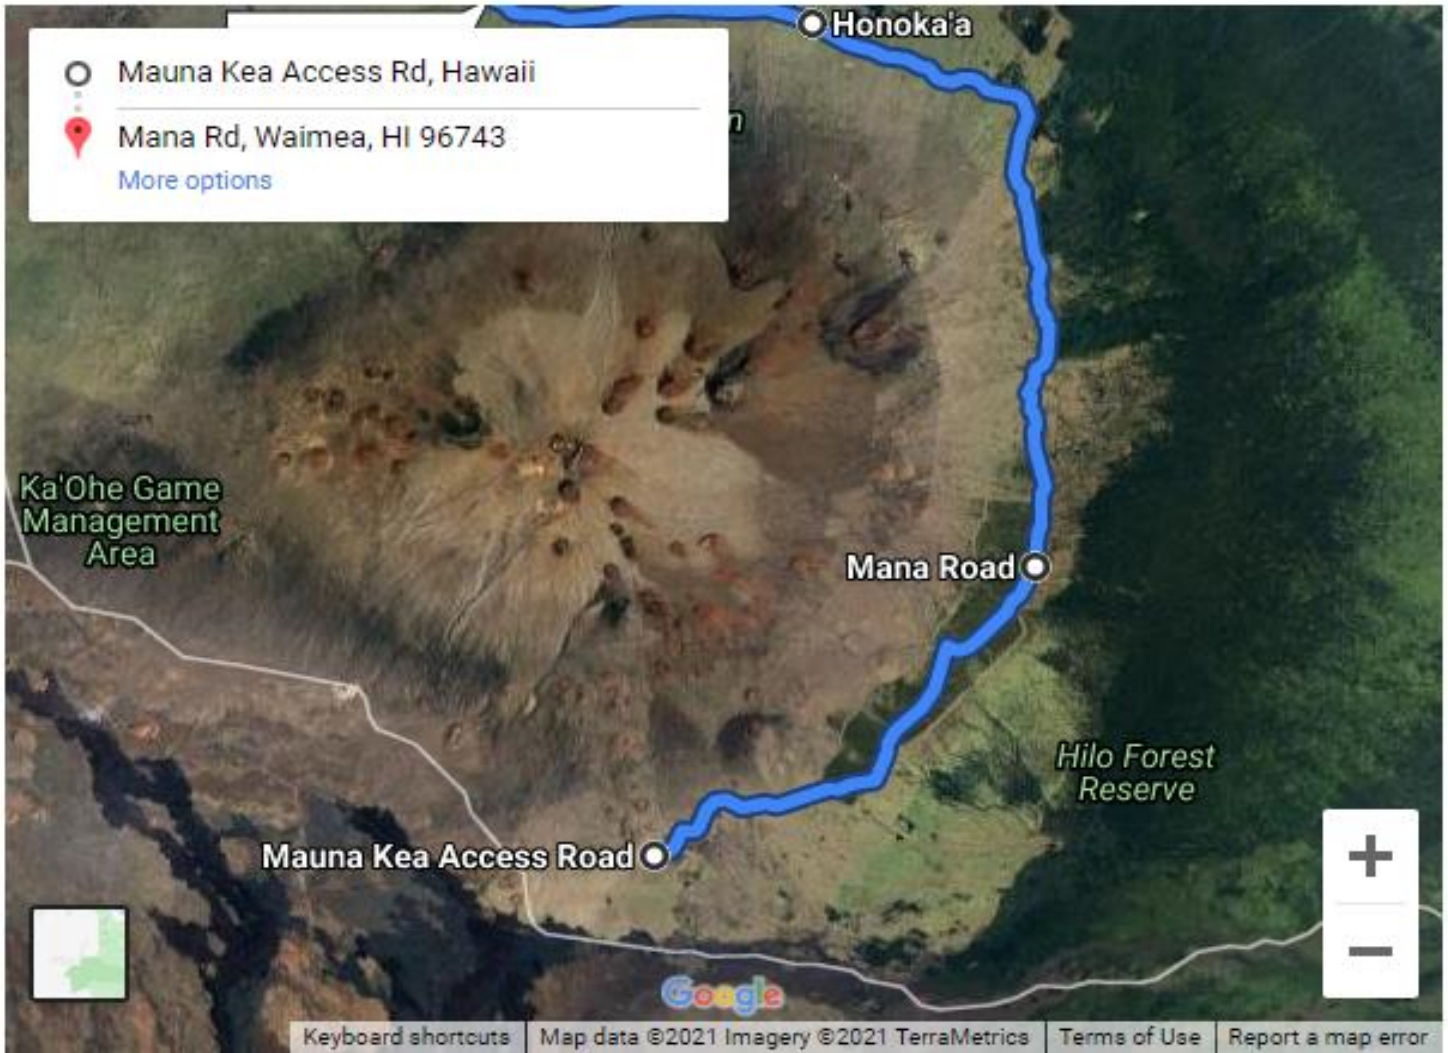 Honoka'a
Mauna Kea Access Rd, Hawaii
Mana Rd, Waimea, HI 96743
More options
n
Ka'Ohe Game
Management
Area
Mana Road
Hilo Forest
Reserve
Mauna Kea Access Road
+
−
Google
Keyboard shortcuts
Map data ©2021 Imagery ©2021 TerraMetrics
Terms of Use
Report a map error